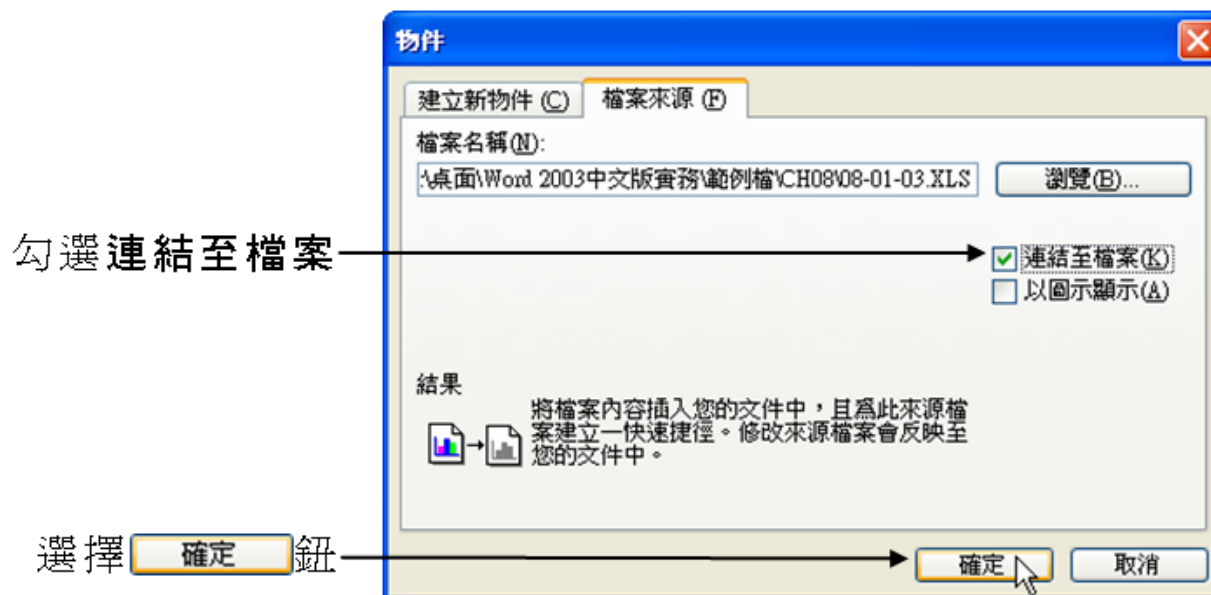 物件
建立新物件 (C) 檔案來源 (F)
檔案名稱(N):
:\桌面\Word 2003中文版實務\範例檔\CH08\08-01-03.XLS 瀏覽(B)...
勾選連結至檔案
連結至檔案(K)
以圖示顯示(A)
結果
將檔案內容插入您的文件中，且為此來源檔
案建立一快速捷徑。修改來源檔案會反映至
您的文件中。
選擇 確定 鈕
確定 取消